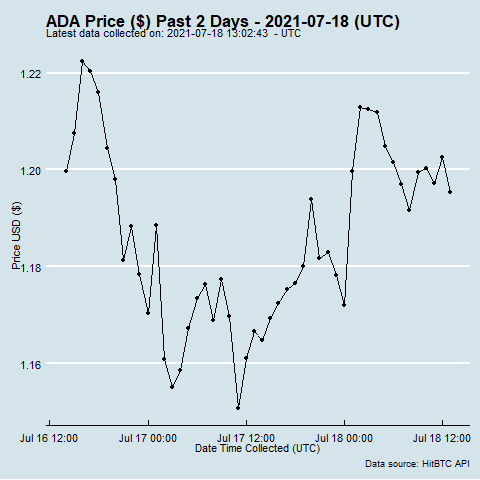 ADA Price ($) Past 2 Days - 2021-07-18 (UTC)
Latest data collected on: 2021-07-18 13:02:43 - UTC
1.22
1.20
1.18
1.16
Price USD ($)
Jul 16 12:00 Jul 17 00:00 Jul 17 12:00 Jul 18 00:00 Jul 18 12:00
Date Time Collected (UTC)
Data source: HitBTC API